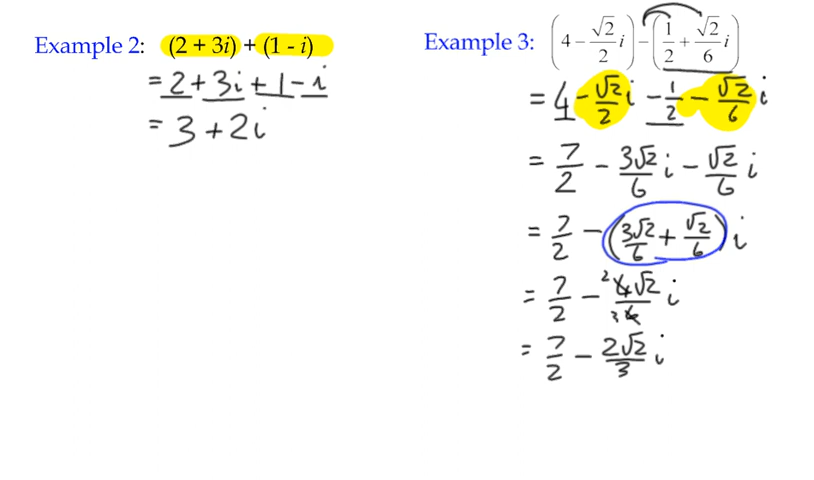 Example 2: (2 + 3i) + (1 - i)
= 2 + 3i + 1 - i
= 3 + 2i
Example 3: (4 − √2/2 i) − (1/2 + √2/6 i)
= 4 − √2/2 i − 1/2 − √2/6 i
= 7/2 − 3√2/6 i − √2/6 i
= 7/2 − (3√2/6 + √2/6) i
= 7/2 − 2 4√2/3 6 i
= 7/2 − 2√2/3 i